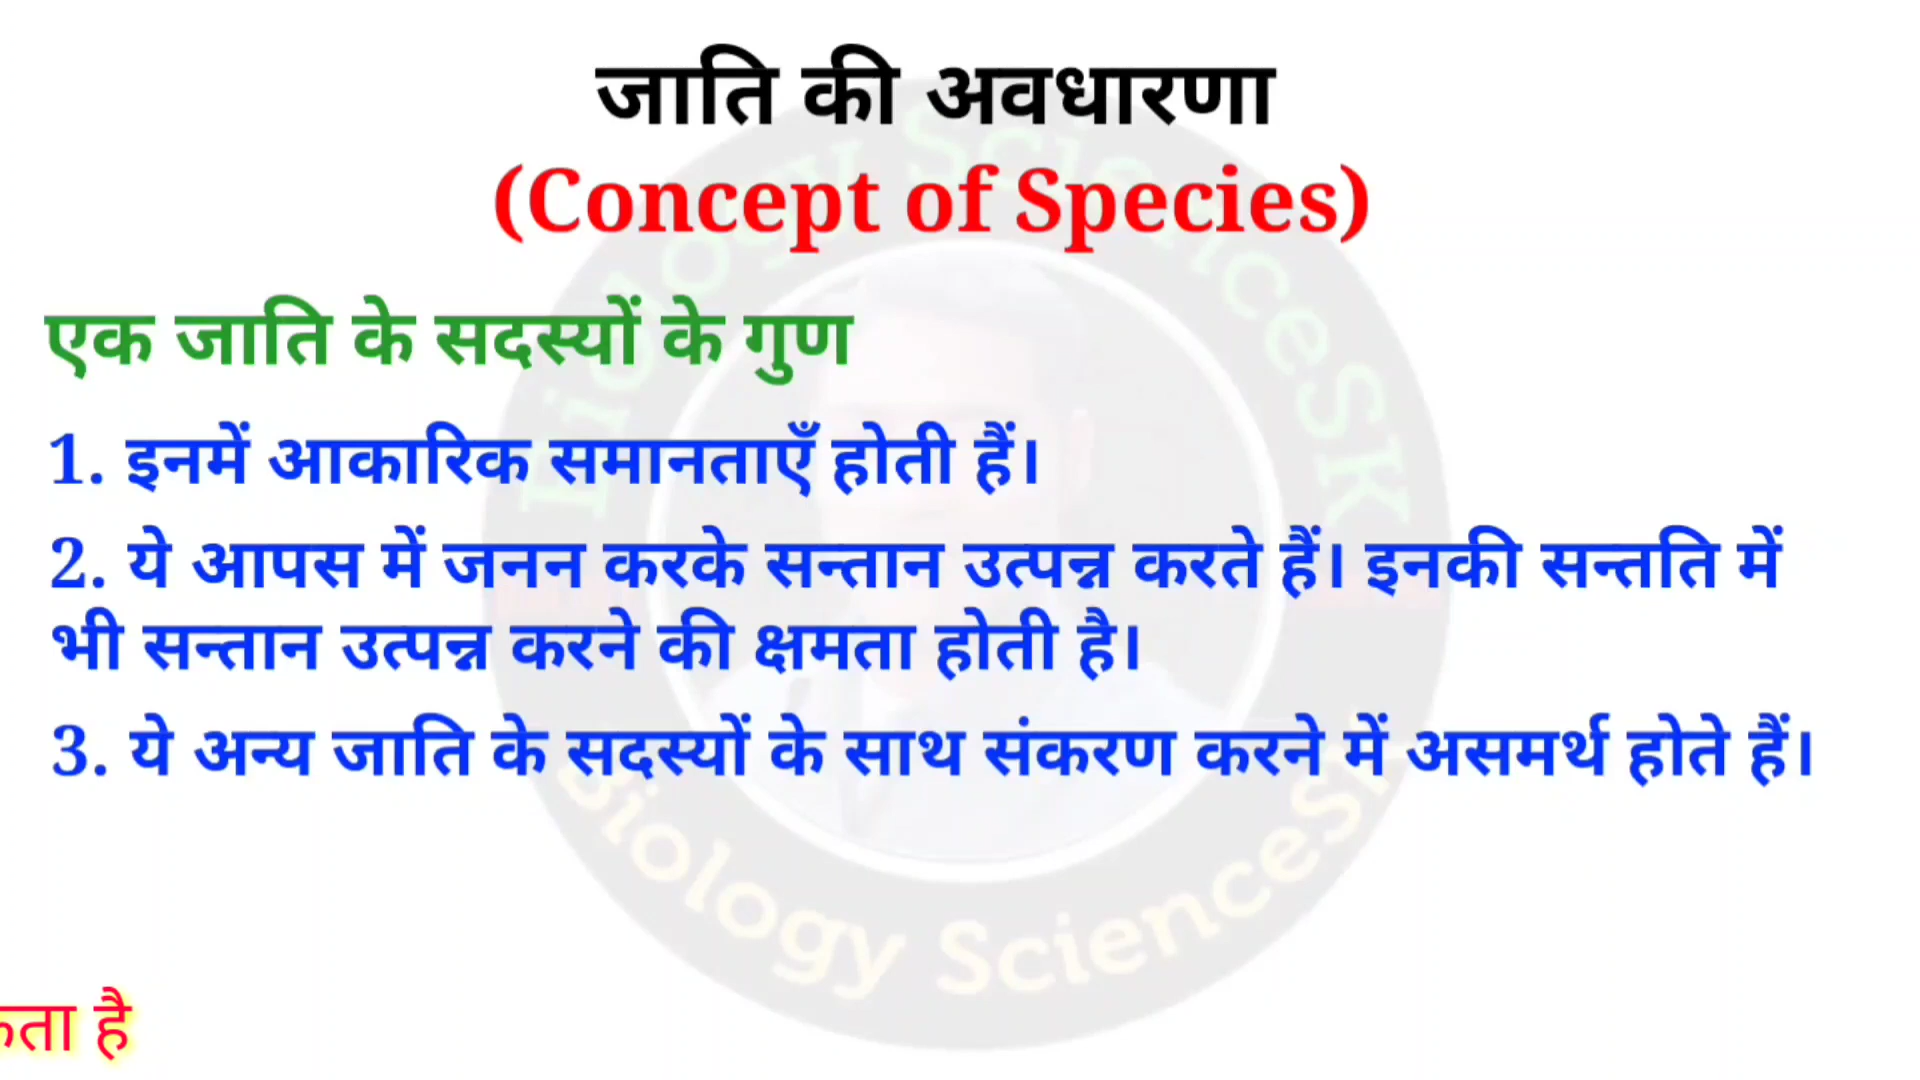 जाति की अवधारणा
(Concept of Species)
एक जाति के सदस्यों के गुण
1. इनमें आकारिक समानताएँ होती हैं।
2. ये आपस में जनन करके सन्तान उत्पन्न करते हैं। इनकी सन्तति में
भी सन्तान उत्पन्न करने की क्षमता होती है।
3. ये अन्य जाति के सदस्यों के साथ संकरण करने में असमर्थ होते हैं।
है
Biology ScienceSK
Biology ScienceSK